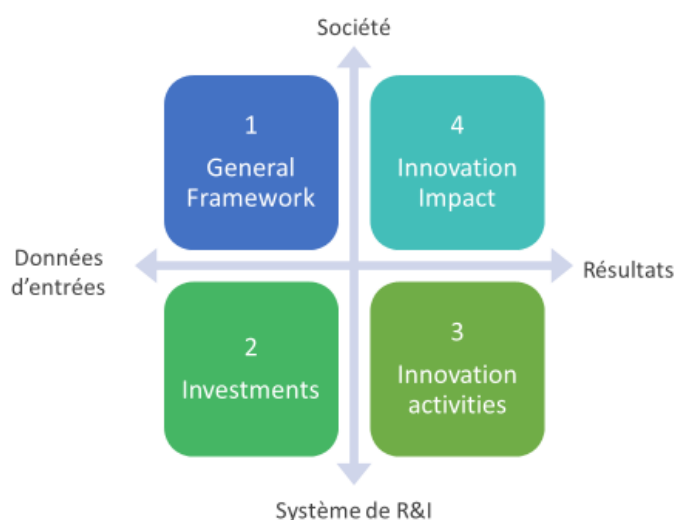 Société
1
General
Framework
4
Innovation
Impact
Données
d'entrées
Résultats
2
Investments
3
Innovation
activities
Système de R&I